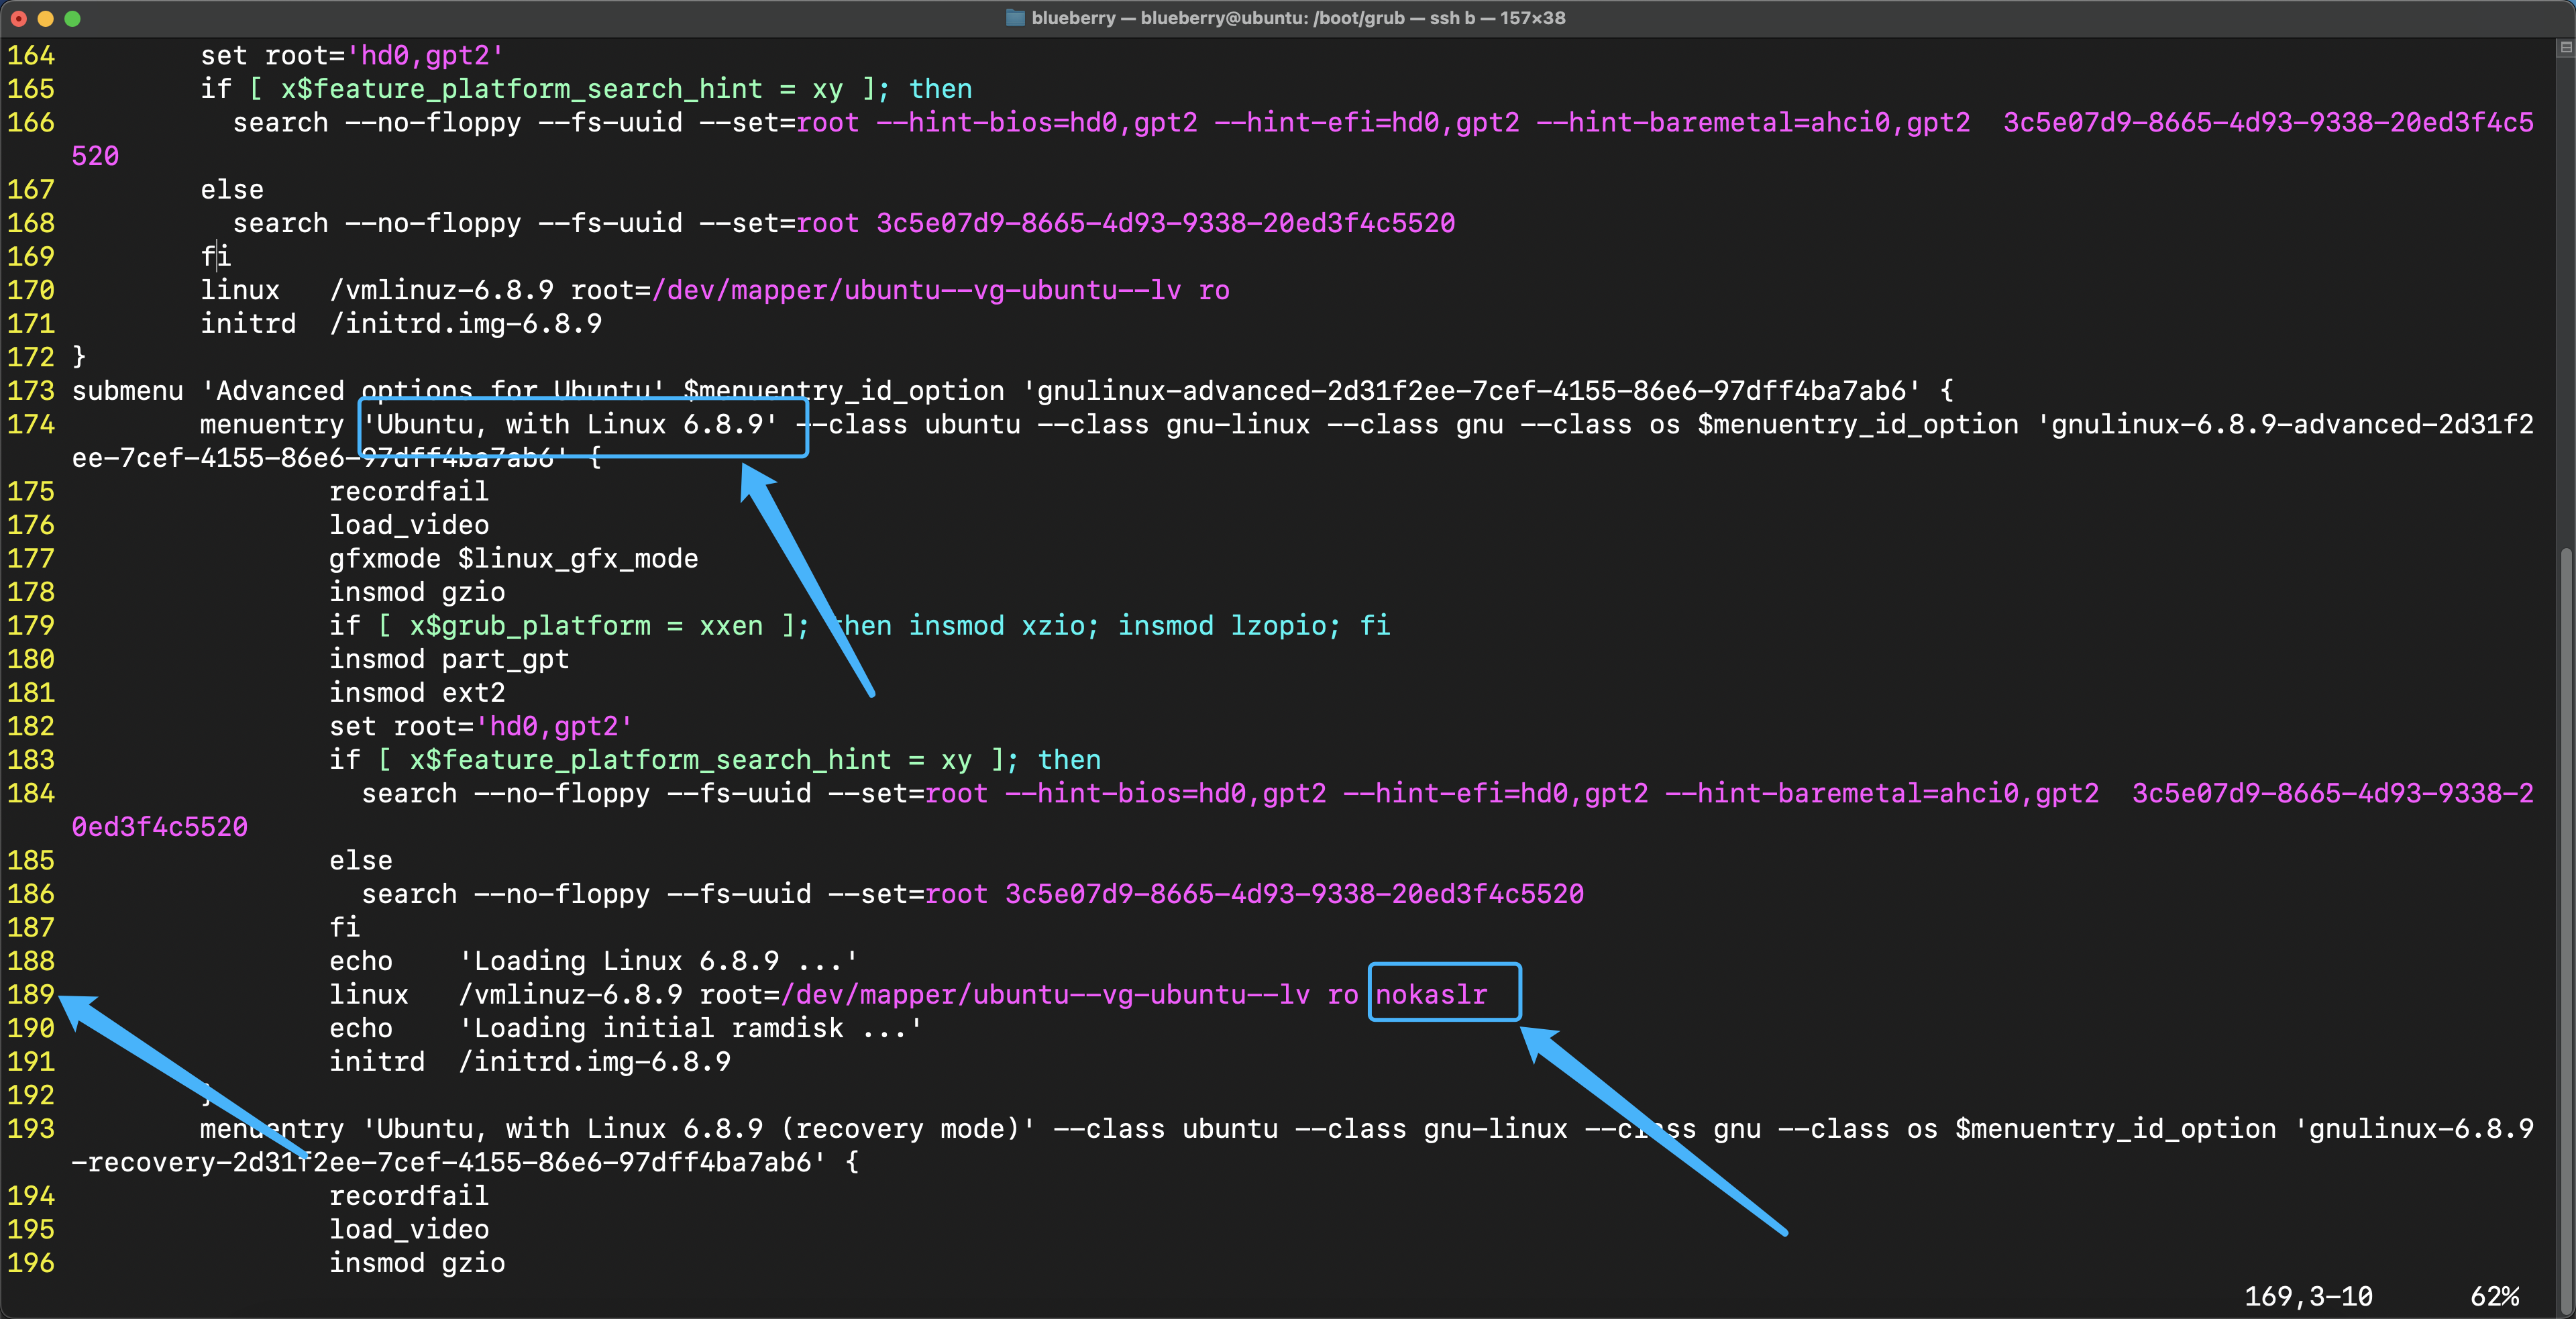 blueberry — blueberry@ubuntu: /boot/grub — ssh b — 157×38
164         set root='hd0,gpt2'
165         if [ x$feature_platform_search_hint = xy ]; then
166           search --no-floppy --fs-uuid --set=root --hint-bios=hd0,gpt2 --hint-efi=hd0,gpt2 --hint-baremetal=ahci0,gpt2  3c5e07d9-8665-4d93-9338-20ed3f4c5
520
167         else
168           search --no-floppy --fs-uuid --set=root 3c5e07d9-8665-4d93-9338-20ed3f4c5520
169         fi
170         linux   /vmlinuz-6.8.9 root=/dev/mapper/ubuntu--vg-ubuntu--lv ro
171         initrd  /initrd.img-6.8.9
172 }
173 submenu 'Advanced options for Ubuntu' $menuentry_id_option 'gnulinux-advanced-2d31f2ee-7cef-4155-86e6-97dff4ba7ab6' {
174         menuentry 'Ubuntu, with Linux 6.8.9' --class ubuntu --class gnu-linux --class gnu --class os $menuentry_id_option 'gnulinux-6.8.9-advanced-2d31f2
ee-7cef-4155-86e6-97dff4ba7ab6' {
175                 recordfail
176                 load_video
177                 gfxmode $linux_gfx_mode
178                 insmod gzio
179                 if [ x$grub_platform = xxen ]; then insmod xzio; insmod lzopio; fi
180                 insmod part_gpt
181                 insmod ext2
182                 set root='hd0,gpt2'
183                 if [ x$feature_platform_search_hint = xy ]; then
184                   search --no-floppy --fs-uuid --set=root --hint-bios=hd0,gpt2 --hint-efi=hd0,gpt2 --hint-baremetal=ahci0,gpt2  3c5e07d9-8665-4d93-9338-2
0ed3f4c5520
185                 else
186                   search --no-floppy --fs-uuid --set=root 3c5e07d9-8665-4d93-9338-20ed3f4c5520
187                 fi
188                 echo    'Loading Linux 6.8.9 ...'
189                 linux   /vmlinuz-6.8.9 root=/dev/mapper/ubuntu--vg-ubuntu--lv ro nokaslr
190                 echo    'Loading initial ramdisk ...'
191                 initrd  /initrd.img-6.8.9
192         }
193         menuentry 'Ubuntu, with Linux 6.8.9 (recovery mode)' --class ubuntu --class gnu-linux --class gnu --class os $menuentry_id_option 'gnulinux-6.8.9
-recovery-2d31f2ee-7cef-4155-86e6-97dff4ba7ab6' {
194                 recordfail
195                 load_video
196                 insmod gzio
169,3-10      62%